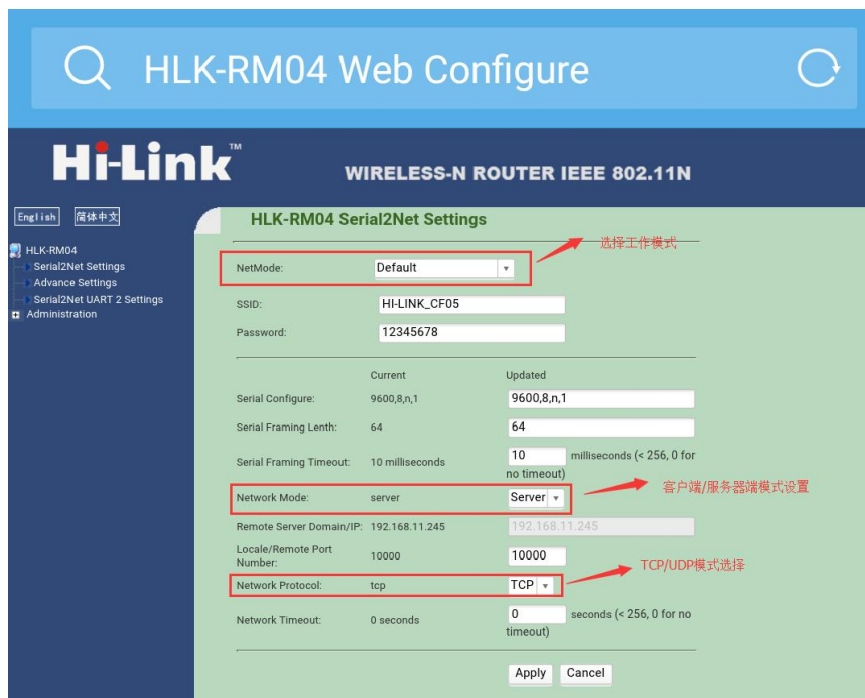 HLK-RM04 Web Configure
Hi-Link™
WIRELESS-N ROUTER IEEE 802.11N
English 简体中文
HLK-RM04
Serial2Net Settings
Advance Settings
Serial2Net UART 2 Settings
Administration
HLK-RM04 Serial2Net Settings
选择工作模式
NetMode: Default
SSID: HI-LINK_CF05
Password: 12345678
Current Updated
Serial Configure: 9600,8,n,1 9600,8,n,1
Serial Framing Lenth: 64 64
Serial Framing Timeout: 10 milliseconds 10 milliseconds (< 256, 0 for
no timeout)
客户端/服务器端模式设置
Network Mode: server Server
Remote Server Domain/IP: 192.168.11.245 192.168.11.245
Locale/Remote Port
Number: 10000 10000
TCP/UDP模式选择
Network Protocol: tcp TCP
Network Timeout: 0 seconds 0 seconds (< 256, 0 for no
timeout)
Apply Cancel